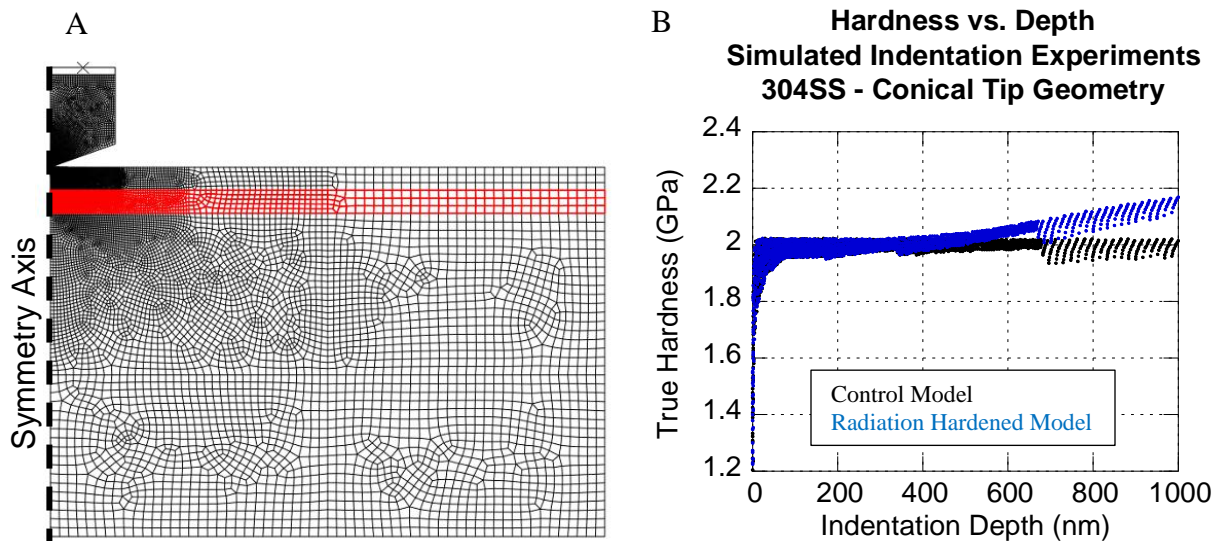 A
Symmetry Axis
B
Hardness vs. Depth
Simulated Indentation Experiments
304SS - Conical Tip Geometry
True Hardness (GPa)
2.4
2.2
2
1.8
1.6
1.4
1.2
Control Model
Radiation Hardened Model
0 200 400 600 800 1000
Indentation Depth (nm)